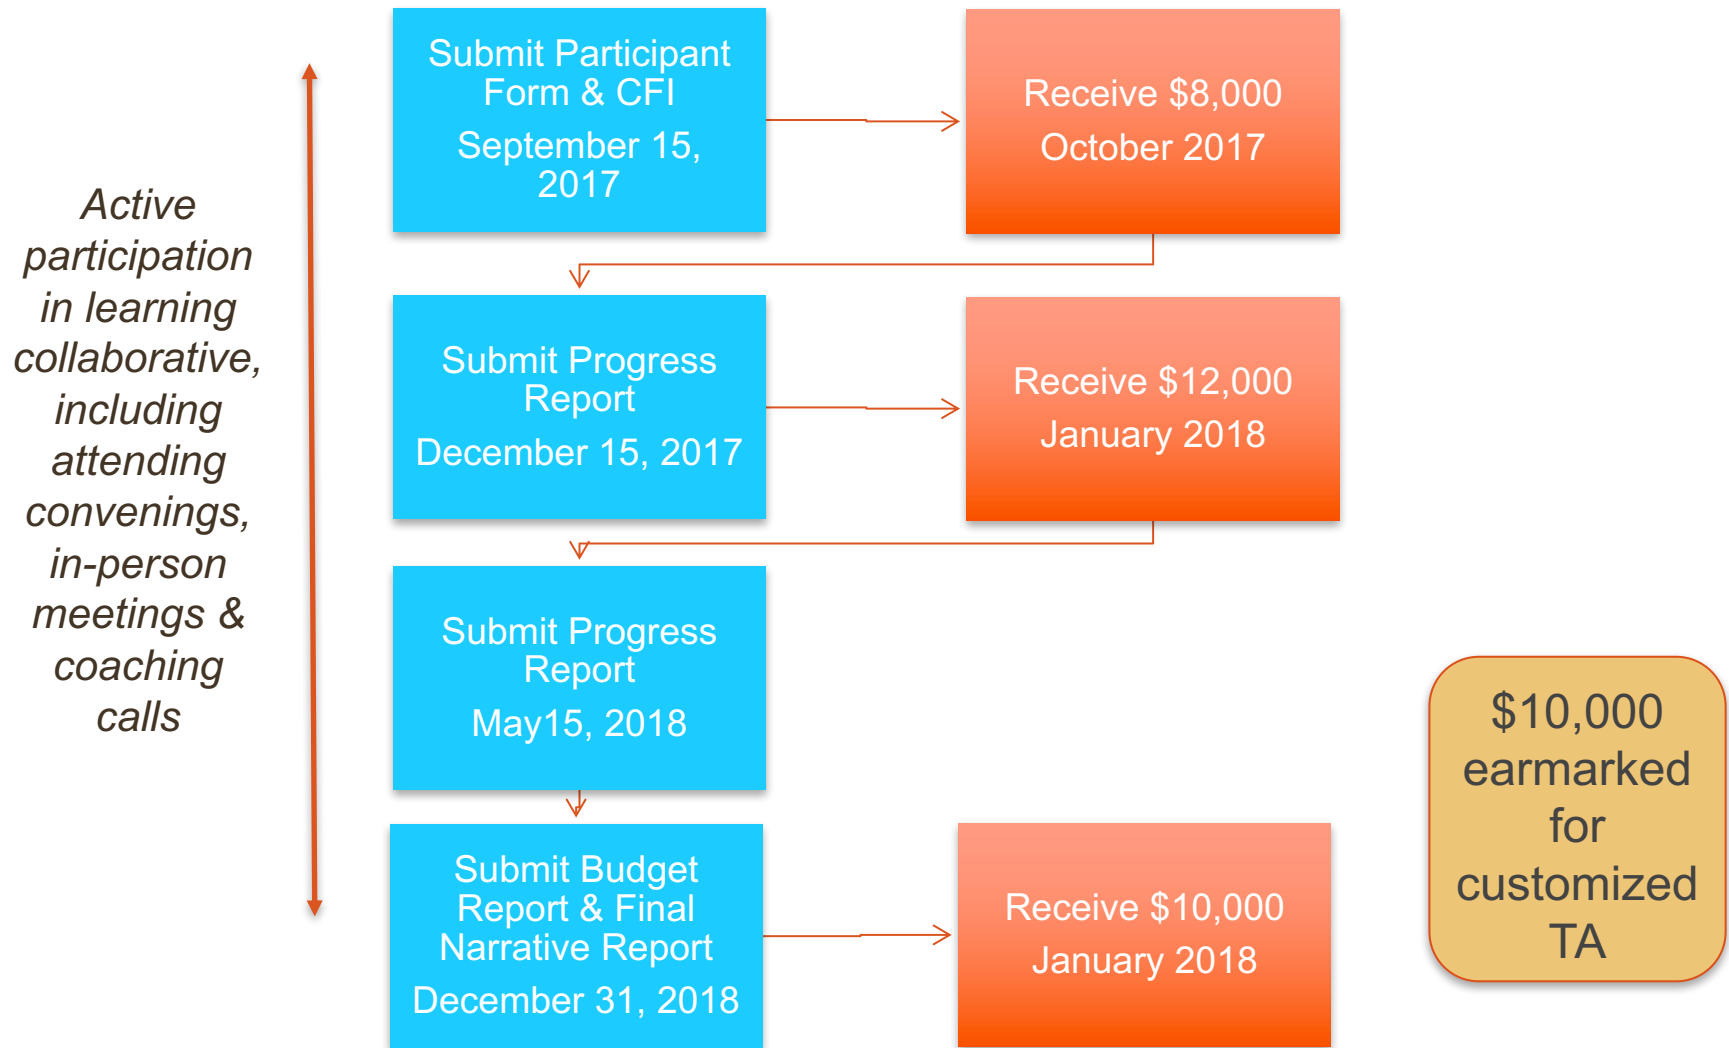 Active
participation
in learning
collaborative,
including
attending
convenings,
in-person
meetings &
coaching
calls
Submit Participant
Form & CFI
September 15,
2017
Receive $8,000
October 2017
Submit Progress
Report
December 15, 2017
Receive $12,000
January 2018
Submit Progress
Report
May15, 2018
Submit Budget
Report & Final
Narrative Report
December 31, 2018
Receive $10,000
January 2018
$10,000
earmarked
for
customized
TA